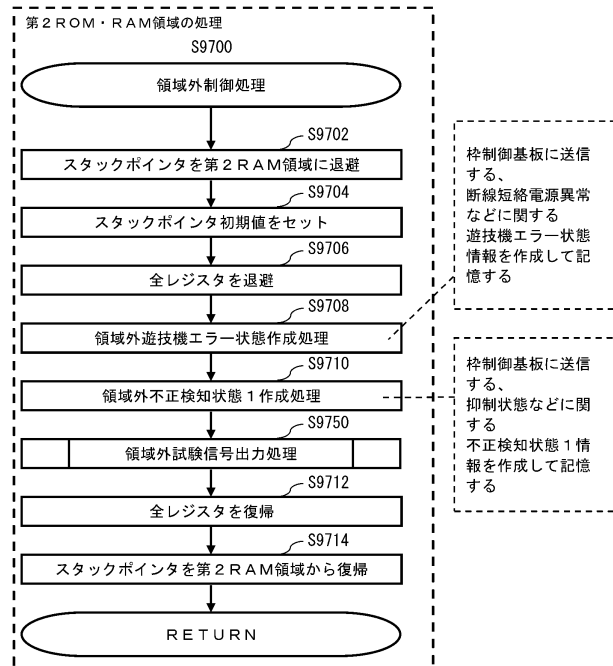 第２ＲＯＭ・ＲＡＭ領域の処理
S9700
領域外制御処理
S9702
スタックポインタを第２ＲＡＭ領域に退避
S9704
スタックポインタ初期値をセット
S9706
全レジスタを退避
S9708
領域外遊技機エラー状態作成処理
S9710
領域外不正検知状態１作成処理
S9750
領域外試験信号出力処理
S9712
全レジスタを復帰
S9714
スタックポインタを第２ＲＡＭ領域から復帰
ＲＥＴＵＲＮ
枠制御基板に送信
する、
断線短絡電源異常
などに関する
遊技機エラー状態
情報を作成して記
憶する
枠制御基板に送信
する、
抑制状態などに関
する
不正検知状態１情
報を作成して記憶
する